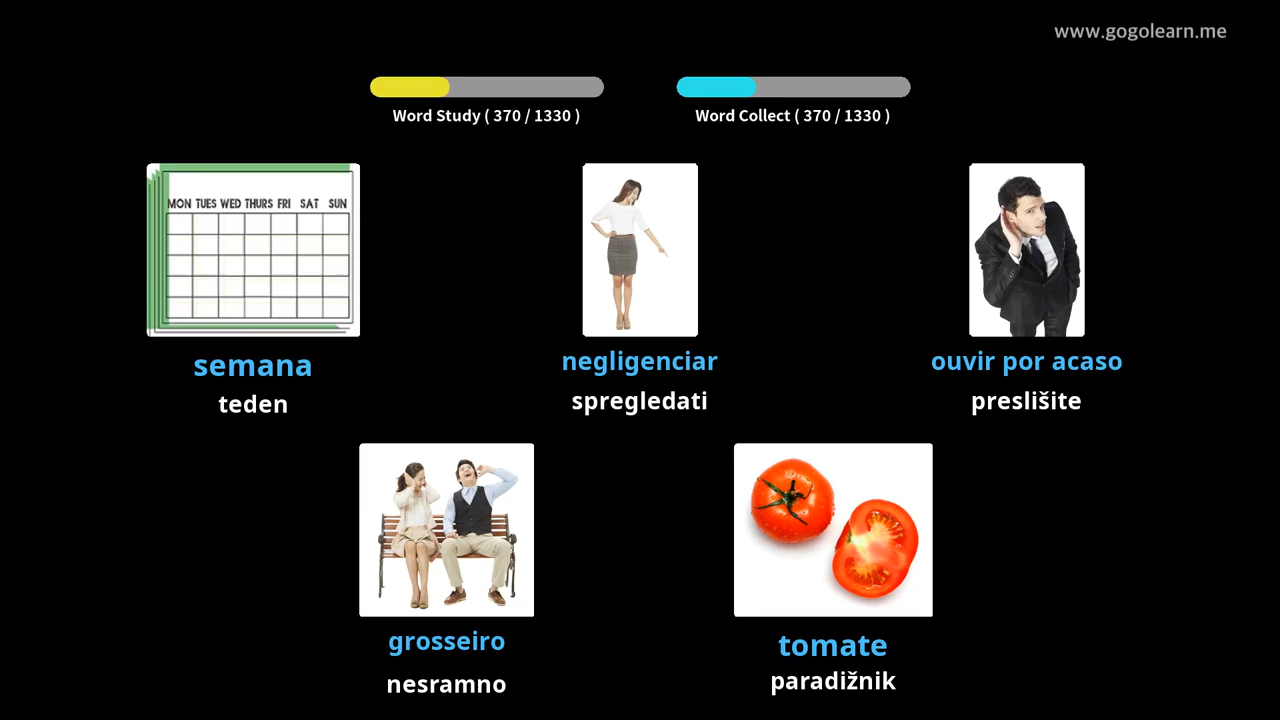 www.gogolearn.me
Word Study ( 370 / 1330 )
Word Collect ( 370 / 1330 )
MON TUES WED THURS FRI SAT SUN
semana
teden
negligenciar
spregledati
ouvir por acaso
preslišite
grosseiro
nesramno
tomate
paradižnik